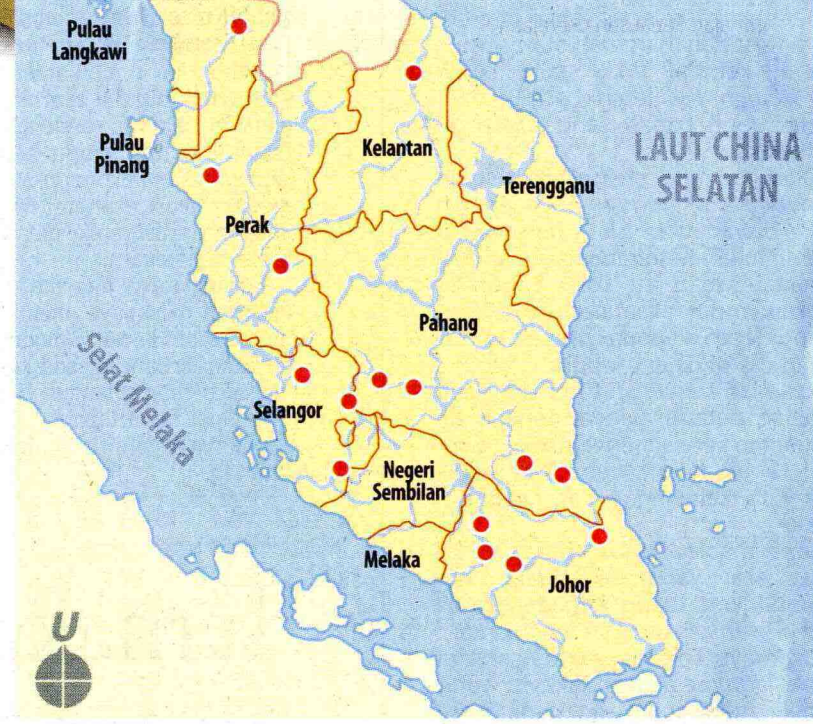 Pulau
Langkawi
Pulau
Pinang
Kelantan
LAUT CHINA
SELATAN
Terengganu
Perak
Pahang
Selat Melaka
Selangor
Negeri
Sembilan
Melaka
Johor
U